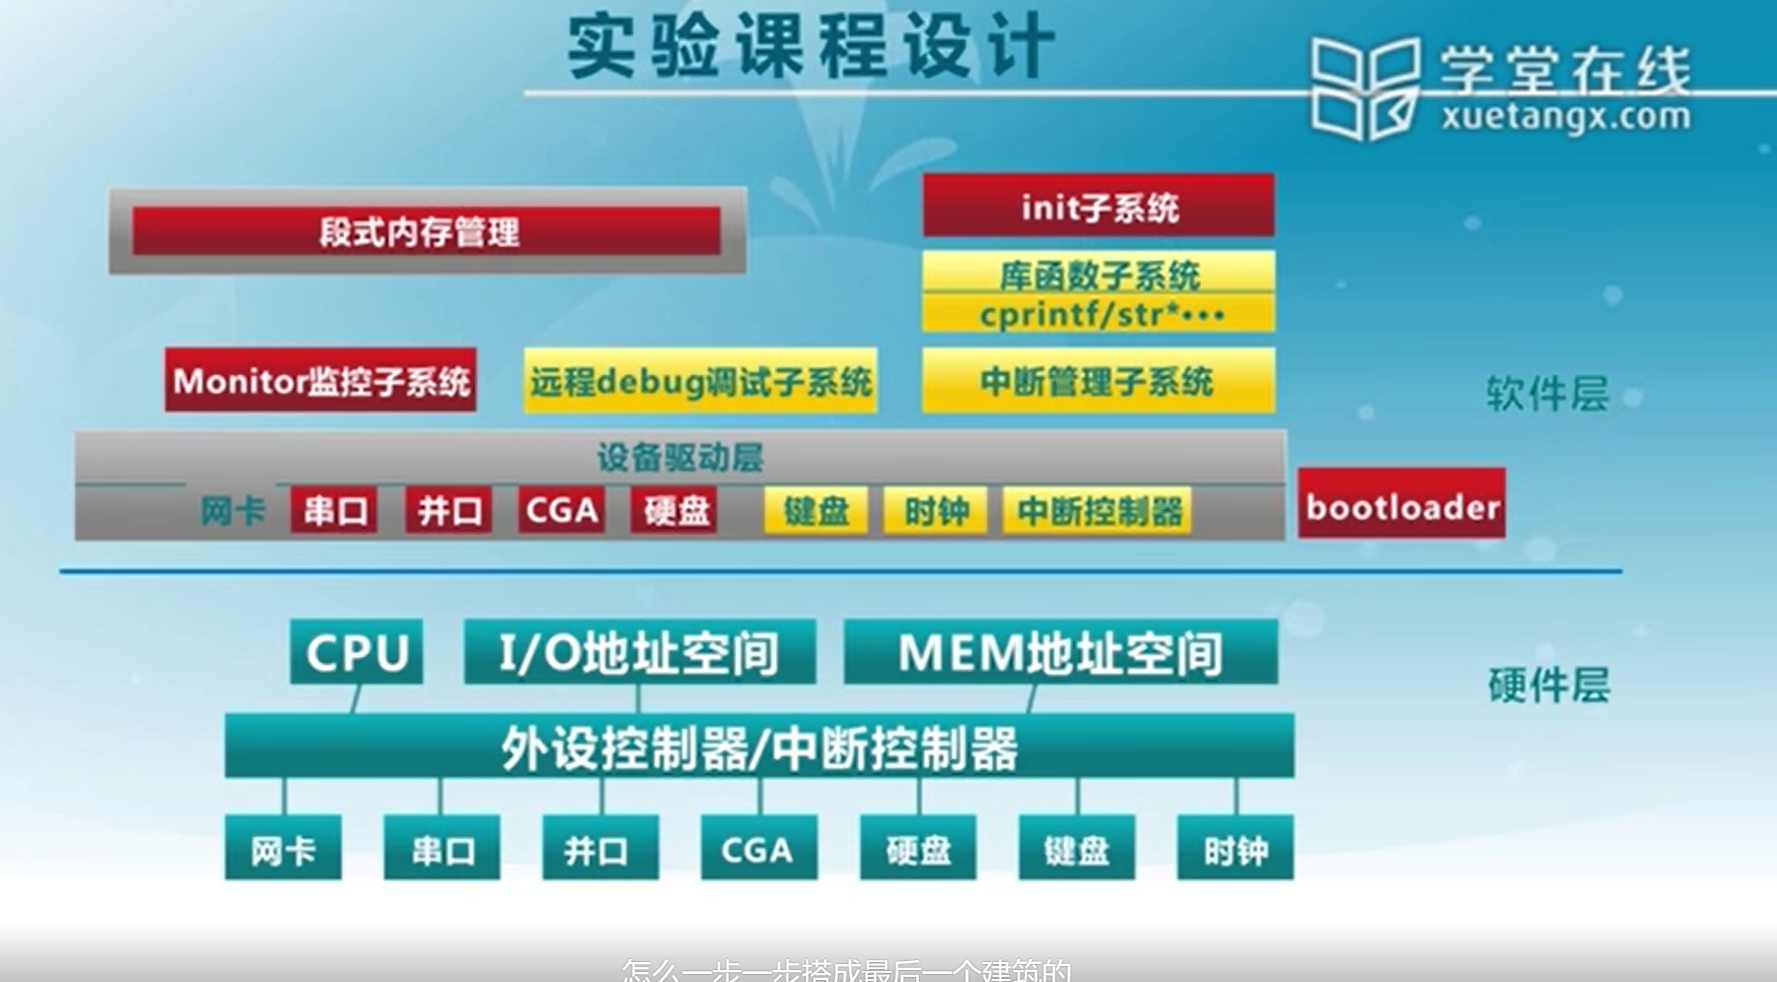 实验课程设计
学堂在线
xuetangx.com
段式内存管理
init子系统
库函数子系统
cprintf/str*···
Monitor监控子系统
远程debug调试子系统
中断管理子系统
软件层
设备驱动层
网卡
串口
并口
CGA
硬盘
键盘
时钟
中断控制器
bootloader
CPU
I/O地址空间
MEM地址空间
硬件层
外设控制器/中断控制器
网卡
串口
并口
CGA
硬盘
键盘
时钟
怎么一步一步搭成最后一个建筑的